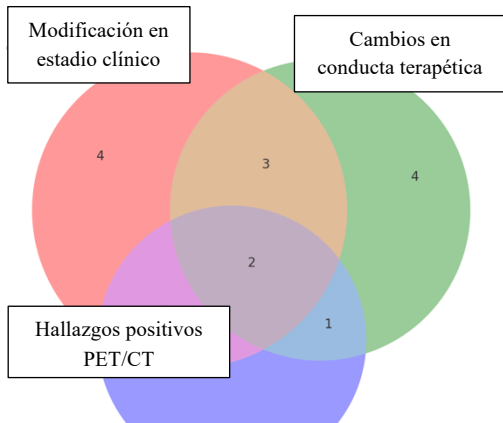 Modificación en
estadio clínico
Cambios en
conducta terapética
4
3
4
2
1
Hallazgos positivos
PET/CT